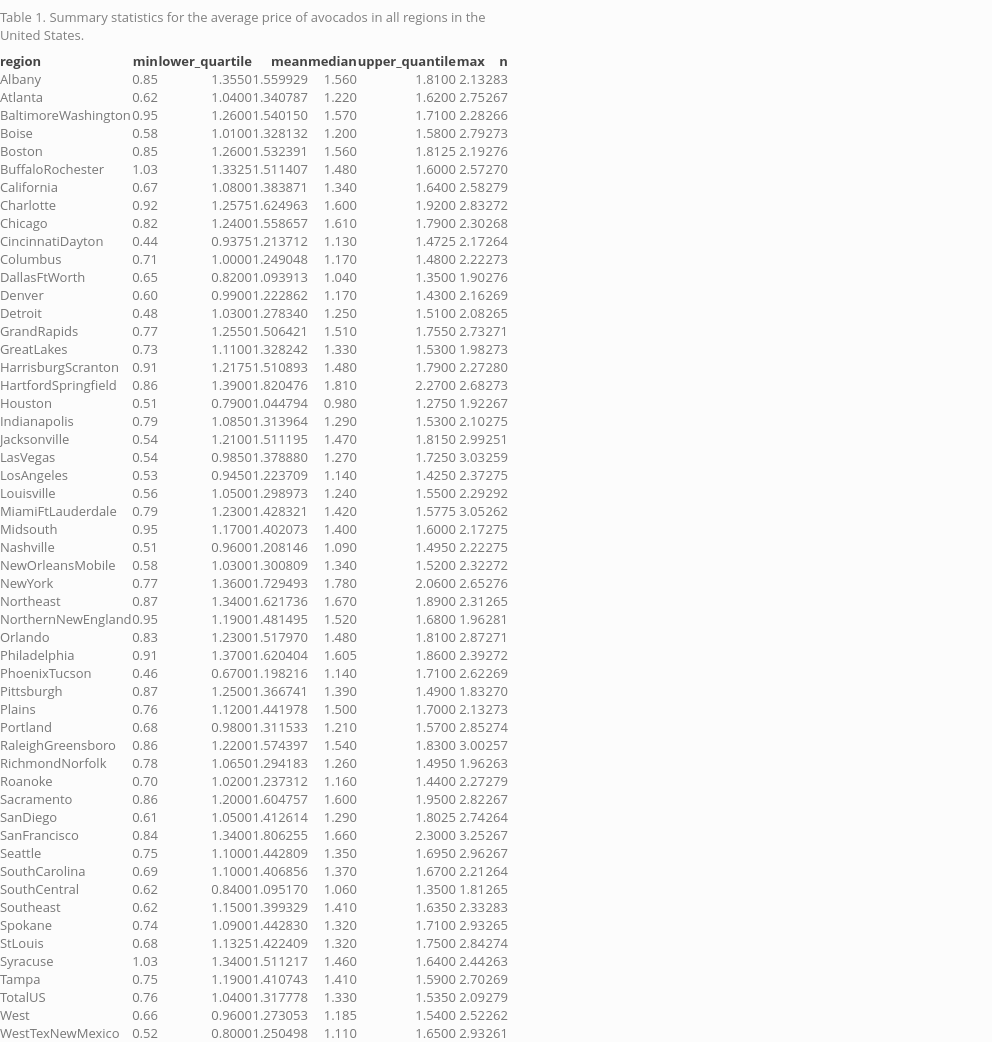 Table 1. Summary statistics for the average price of avocados in all regions in the
United States.
region min lower_quartile mean median upper_quantile max n
Albany 0.85 1.3550 1.559929 1.560 1.8100 2.13 283
Atlanta 0.62 1.0400 1.340787 1.220 1.6200 2.75 267
BaltimoreWashington 0.95 1.2600 1.540150 1.570 1.7100 2.28 266
Boise 0.58 1.0100 1.328132 1.200 1.5800 2.79 273
Boston 0.85 1.2600 1.532391 1.560 1.8125 2.19 276
BuffaloRochester 1.03 1.3325 1.511407 1.480 1.6000 2.57 270
California 0.67 1.0800 1.383871 1.340 1.6400 2.58 279
Charlotte 0.92 1.2575 1.624963 1.600 1.9200 2.83 272
Chicago 0.82 1.2400 1.558657 1.610 1.7900 2.30 268
CincinnatiDayton 0.44 0.9375 1.213712 1.130 1.4725 2.17 264
Columbus 0.71 1.0000 1.249048 1.170 1.4800 2.22 273
DallasFtWorth 0.65 0.8200 1.093913 1.040 1.3500 1.90 276
Denver 0.60 0.9900 1.222862 1.170 1.4300 2.16 269
Detroit 0.48 1.0300 1.278340 1.250 1.5100 2.08 265
GrandRapids 0.77 1.2550 1.506421 1.510 1.7550 2.73 271
GreatLakes 0.73 1.1100 1.328242 1.330 1.5300 1.98 273
HarrisburgScranton 0.91 1.2175 1.510893 1.480 1.7900 2.27 280
HartfordSpringfield 0.86 1.3900 1.820476 1.810 2.2700 2.68 273
Houston 0.51 0.7900 1.044794 0.980 1.2750 1.92 267
Indianapolis 0.79 1.0850 1.313964 1.290 1.5300 2.10 275
Jacksonville 0.54 1.2100 1.511195 1.470 1.8150 2.99 251
LasVegas 0.54 0.9850 1.378880 1.270 1.7250 3.03 259
LosAngeles 0.53 0.9450 1.223709 1.140 1.4250 2.37 275
Louisville 0.56 1.0500 1.298973 1.240 1.5500 2.29 292
MiamiFtLauderdale 0.79 1.2300 1.428321 1.420 1.5775 3.05 262
Midsouth 0.95 1.1700 1.402073 1.400 1.6000 2.17 275
Nashville 0.51 0.9600 1.208146 1.090 1.4950 2.22 275
NewOrleansMobile 0.58 1.0300 1.300809 1.340 1.5200 2.32 272
NewYork 0.77 1.3600 1.729493 1.780 2.0600 2.65 276
Northeast 0.87 1.3400 1.621736 1.670 1.8900 2.31 265
NorthernNewEngland 0.95 1.1900 1.481495 1.520 1.6800 1.96 281
Orlando 0.83 1.2300 1.517970 1.480 1.8100 2.87 271
Philadelphia 0.91 1.3700 1.620404 1.605 1.8600 2.39 272
PhoenixTucson 0.46 0.6700 1.198216 1.140 1.7100 2.62 269
Pittsburgh 0.87 1.2500 1.366741 1.390 1.4900 1.83 270
Plains 0.76 1.1200 1.441978 1.500 1.7000 2.13 273
Portland 0.68 0.9800 1.311533 1.210 1.5700 2.85 274
RaleighGreensboro 0.86 1.2200 1.574397 1.540 1.8300 3.00 257
RichmondNorfolk 0.78 1.0650 1.294183 1.260 1.4950 1.96 263
Roanoke 0.70 1.0200 1.237312 1.160 1.4400 2.27 279
Sacramento 0.86 1.2000 1.604757 1.600 1.9500 2.82 267
SanDiego 0.61 1.0500 1.412614 1.290 1.8025 2.74 264
SanFrancisco 0.84 1.3400 1.806255 1.660 2.3000 3.25 267
Seattle 0.75 1.1000 1.442809 1.350 1.6950 2.96 267
SouthCarolina 0.69 1.1000 1.406856 1.370 1.6700 2.21 264
SouthCentral 0.62 0.8400 1.095170 1.060 1.3500 1.81 265
Southeast 0.62 1.1500 1.399329 1.410 1.6350 2.33 283
Spokane 0.74 1.0900 1.442830 1.320 1.7100 2.93 265
StLouis 0.68 1.1325 1.422409 1.320 1.7500 2.84 274
Syracuse 1.03 1.3400 1.511217 1.460 1.6400 2.44 263
Tampa 0.75 1.1900 1.410743 1.410 1.5900 2.70 269
TotalUS 0.76 1.0400 1.317778 1.330 1.5350 2.09 279
West 0.66 0.9600 1.273053 1.185 1.5400 2.52 262
WestTexNewMexico 0.52 0.8000 1.250498 1.110 1.6500 2.93 261